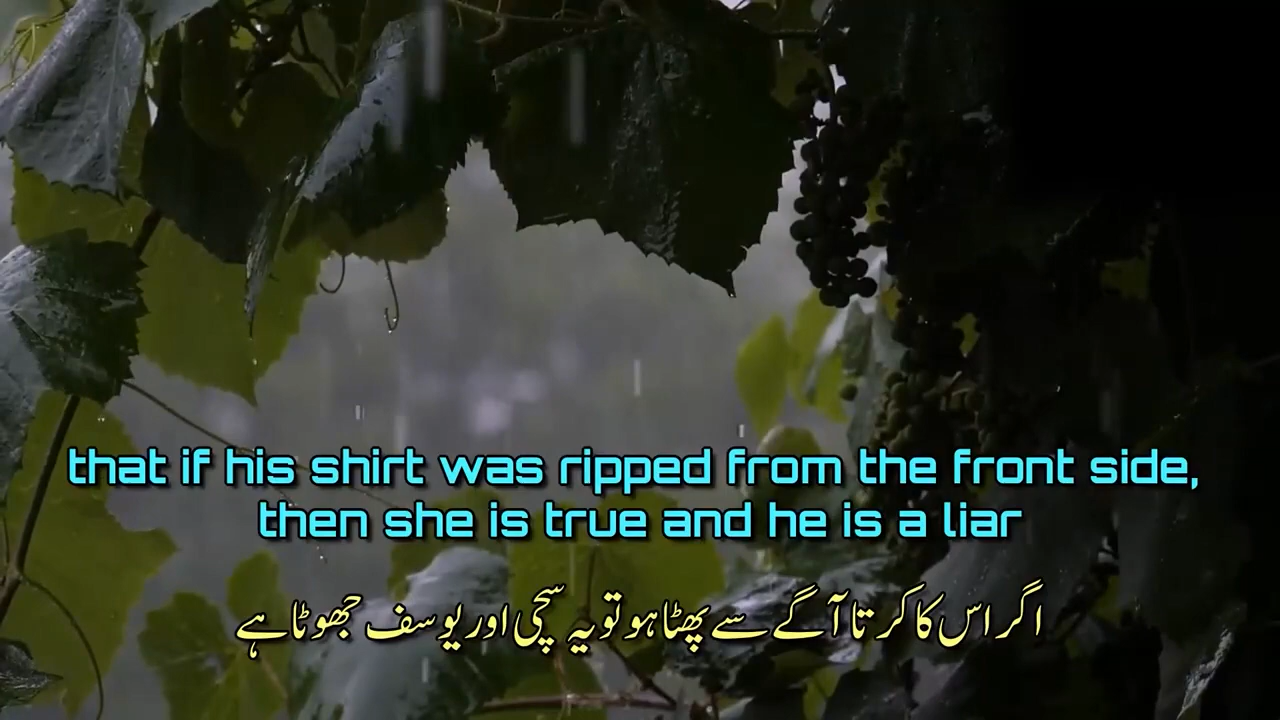 that if his shirt was ripped from the front side,
then she is true and he is a liar
اگر اس کا کرتا آگے سے پھٹا ہو تو یہ سچی اور یوسف جھوٹا ہے